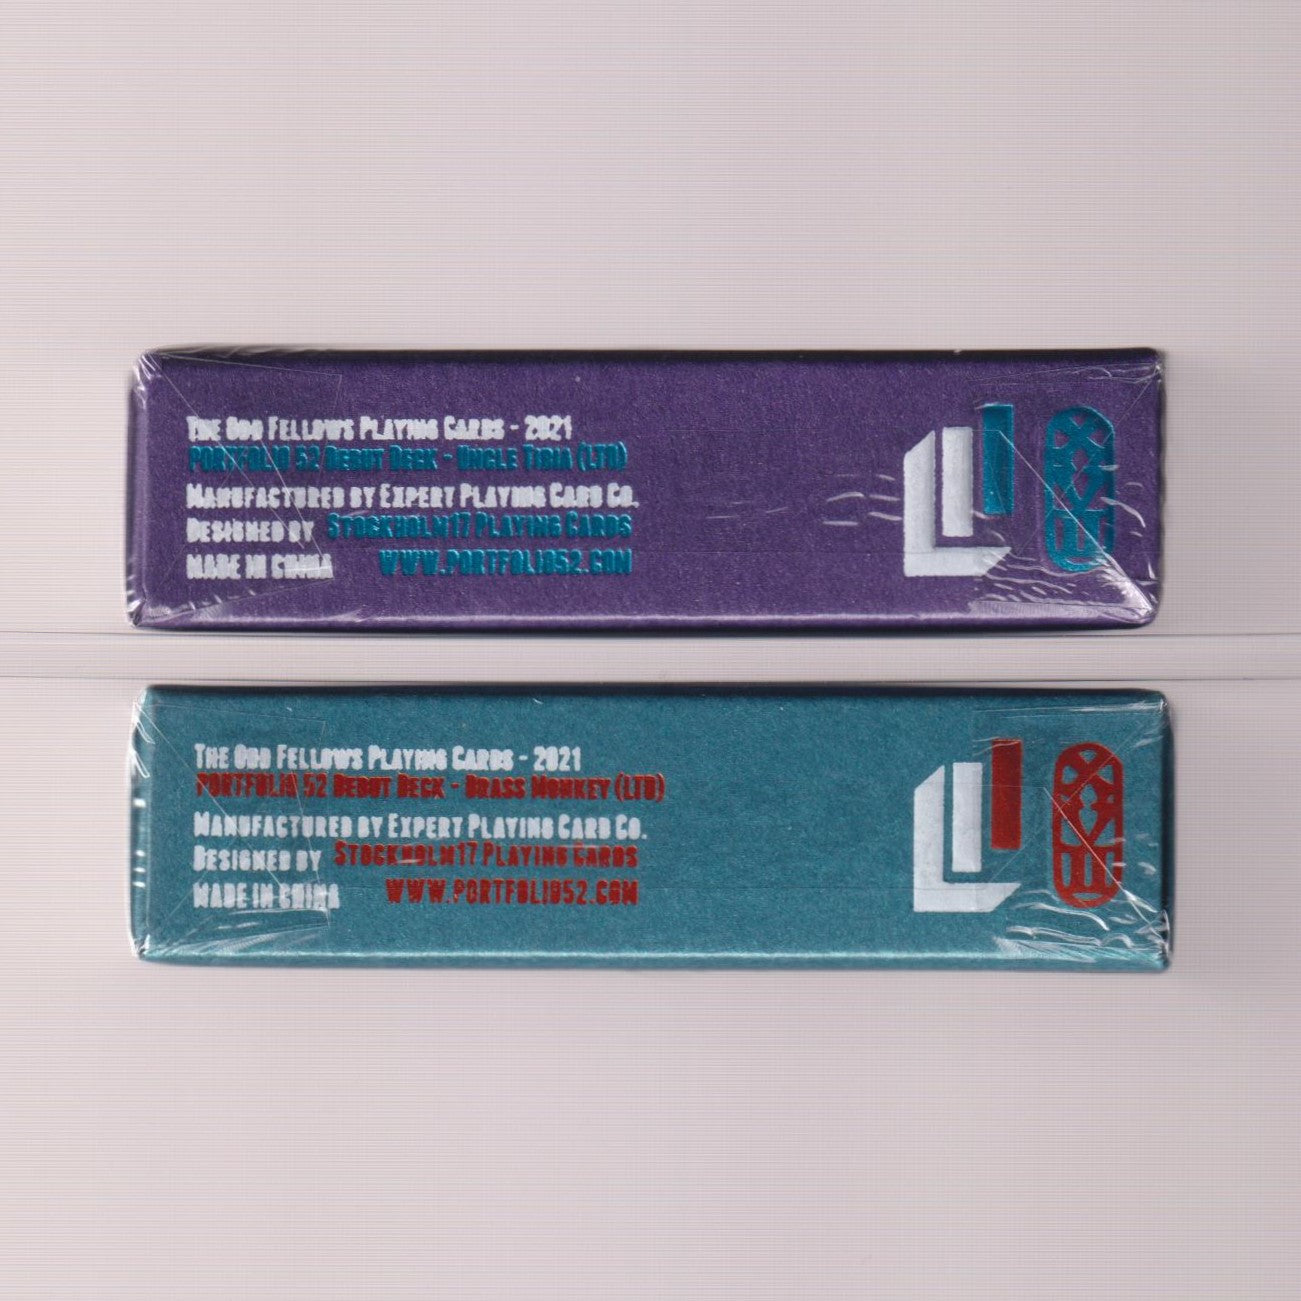 The Odd Fellows Playing Cards - 2021
Portfolio 52 Debut Deck - Uncle Tibia (LTD)
Manufactured by Expert Playing Card Co.
Designed by Stockholm17 Playing Cards
Made in China www.portfolio52.com
The Odd Fellows Playing Cards - 2021
Portfolio 52 Debut Deck - Brass Monkey (LTD)
Manufactured by Expert Playing Card Co.
Designed by Stockholm17 Playing Cards
Made in China www.portfolio52.com